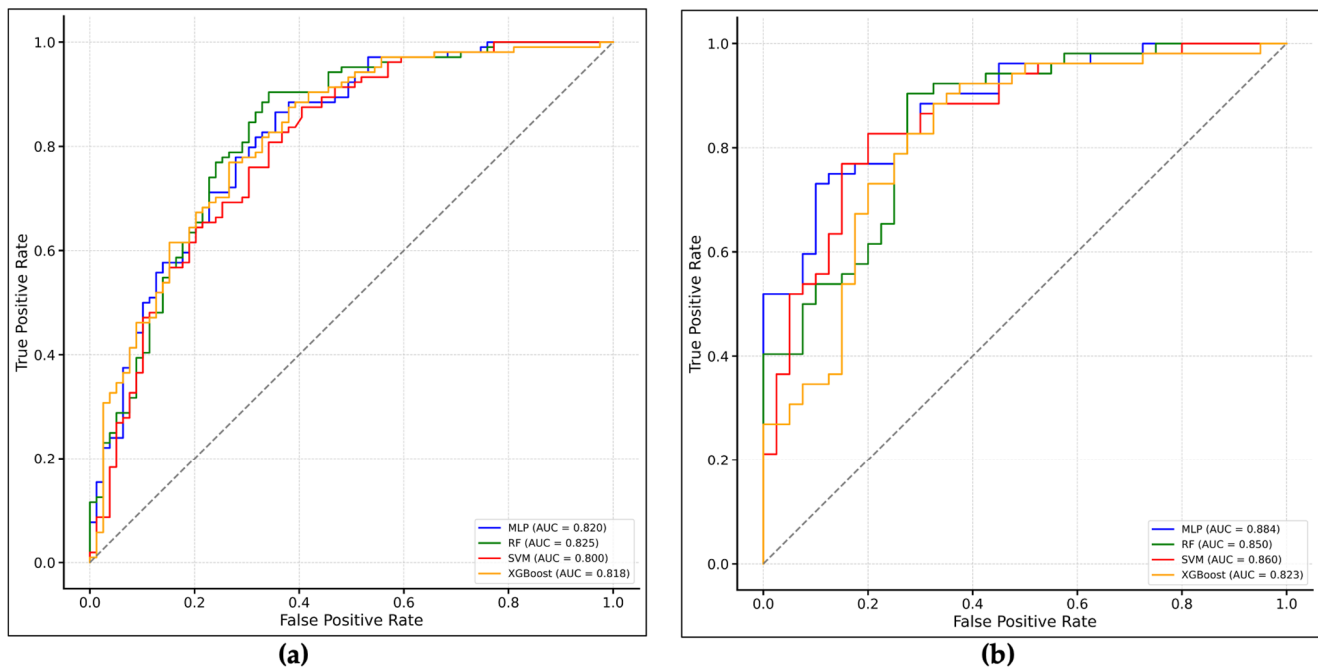 1.0
0.8
0.6
0.4
0.2
0.0
True Positive Rate
0.0 0.2 0.4 0.6 0.8 1.0
False Positive Rate
MLP (AUC = 0.820)
RF (AUC = 0.825)
SVM (AUC = 0.800)
XGBoost (AUC = 0.818)
(a)
1.0
0.8
0.6
0.4
0.2
0.0
True Positive Rate
0.0 0.2 0.4 0.6 0.8 1.0
False Positive Rate
MLP (AUC = 0.884)
RF (AUC = 0.850)
SVM (AUC = 0.860)
XGBoost (AUC = 0.823)
(b)